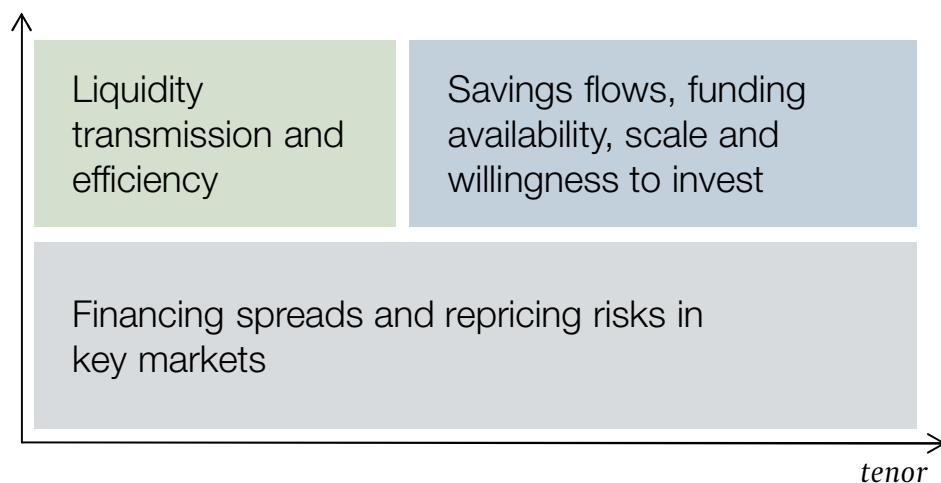 Liquidity
transmission and
efficiency
Savings flows, funding
availability, scale and
willingness to invest
Financing spreads and repricing risks in
key markets
tenor